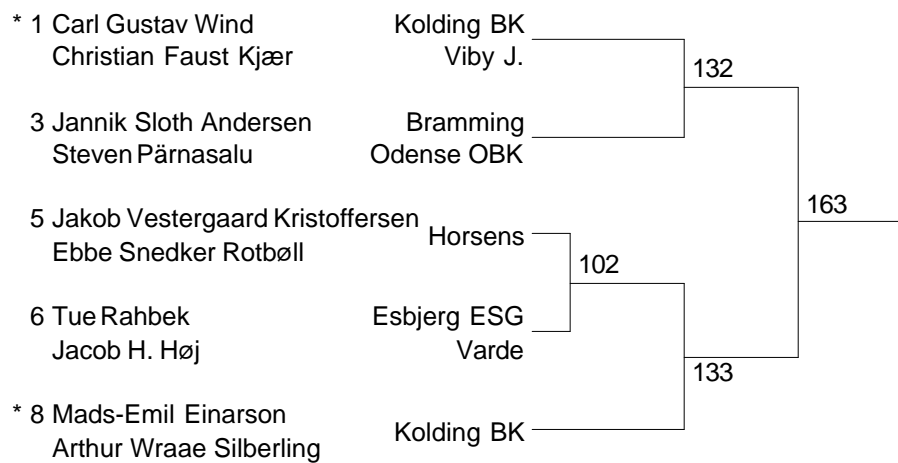 * 1 Carl Gustav Wind Kolding BK
Christian Faust Kjær Viby J.
132
3 Jannik Sloth Andersen Bramming
Steven Pärnasalu Odense OBK
163
5 Jakob Vestergaard Kristoffersen Horsens
Ebbe Snedker Rotbøll
102
6 Tue Rahbek Esbjerg ESG
Jacob H. Høj Varde
133
* 8 Mads-Emil Einarson Kolding BK
Arthur Wraae Silberling